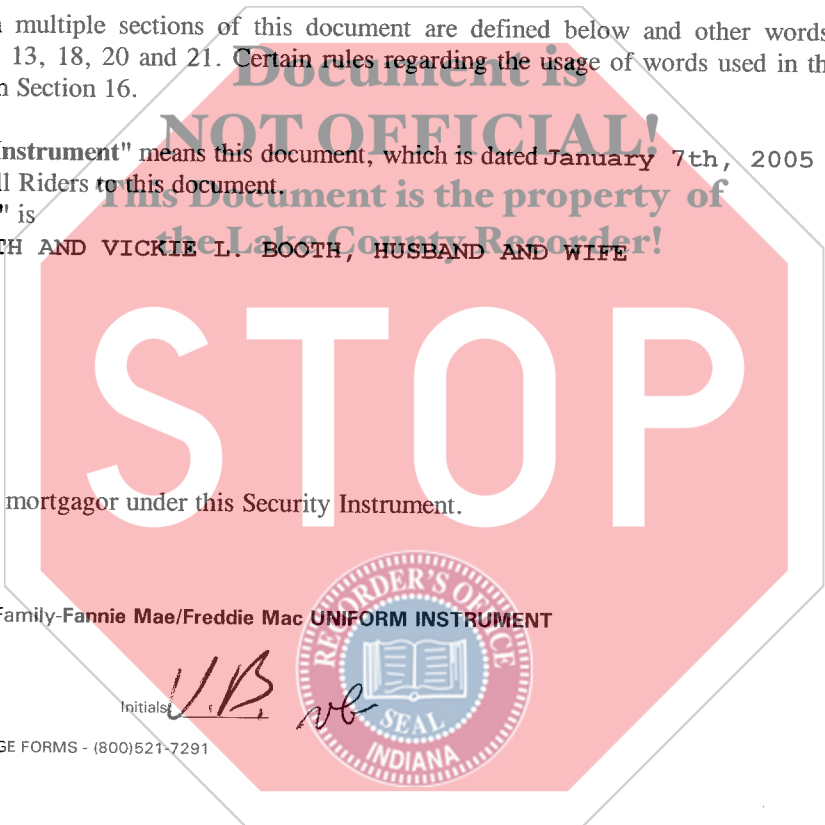 multiple sections of this document are defined below and other words
13, 18, 20 and 21. Certain rules regarding the usage of words used in th
Section 16.
Document is
NOT OFFICIAL!
This Document is the property of
the Lake County Recorder!
nstrument" means this document, which is dated January 7th, 2005
ll Riders to this document.
" is
TH AND VICKIE L. BOOTH, HUSBAND AND WIFE
STOP
mortgagor under this Security Instrument.
Family-Fannie Mae/Freddie Mac UNIFORM INSTRUMENT
Initials: V.B. vb
GE FORMS - (800)521-7291
RECORDER'S OFFICE
SEAL
INDIANA